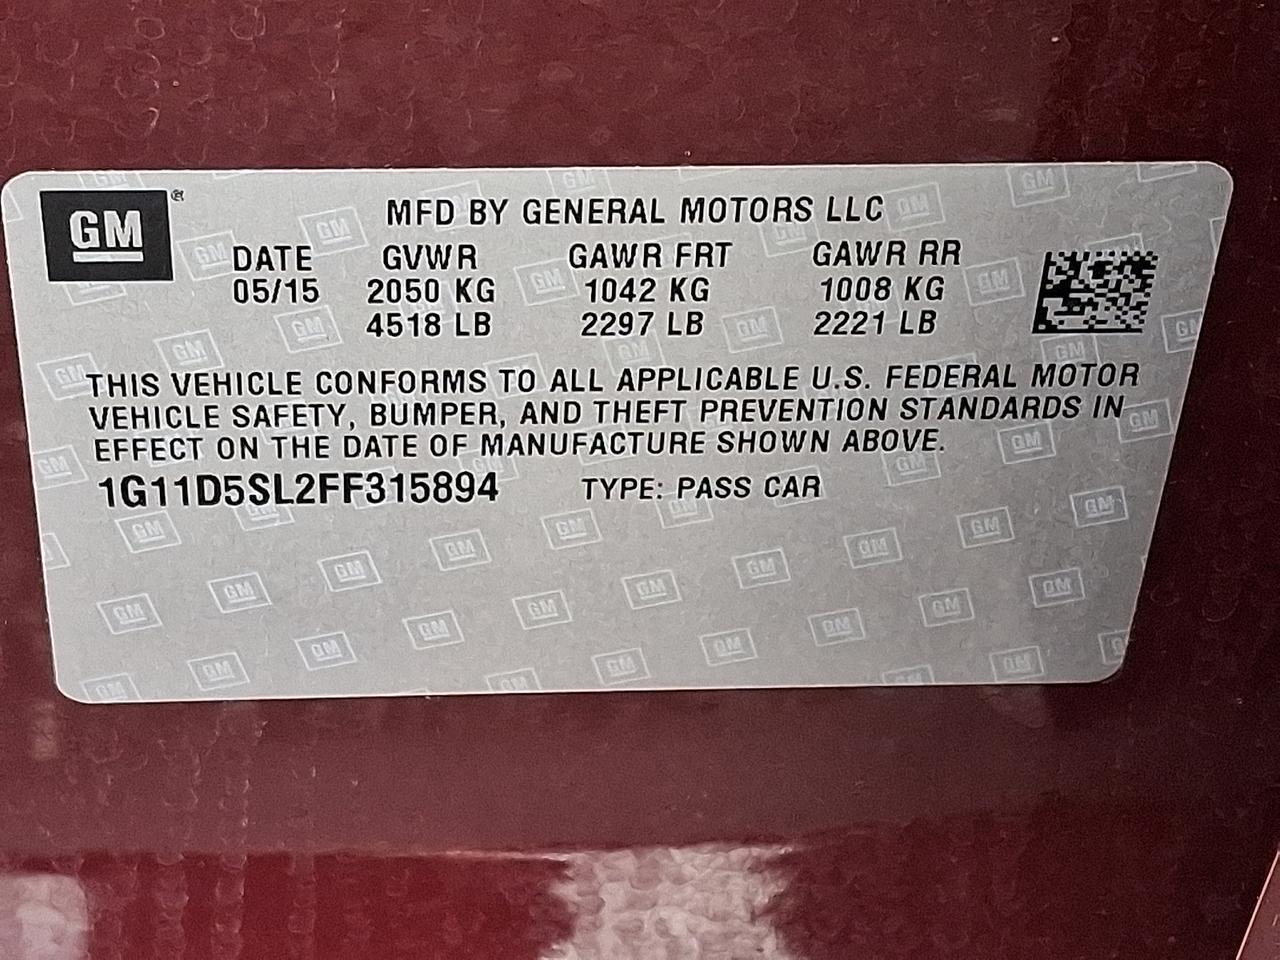 GM
MFD BY GENERAL MOTORS LLC
DATE GVWR GAWR FRT GAWR RR
05/15 2050 KG 1042 KG 1008 KG
4518 LB 2297 LB 2221 LB
THIS VEHICLE CONFORMS TO ALL APPLICABLE U.S. FEDERAL MOTOR
VEHICLE SAFETY, BUMPER, AND THEFT PREVENTION STANDARDS IN
EFFECT ON THE DATE OF MANUFACTURE SHOWN ABOVE.
1G11D5SL2FF315894 TYPE: PASS CAR